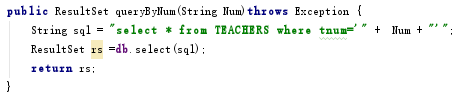 public ResultSet queryByNum(String Num)throws Exception {
    String sql = "select * from TEACHERS where tnum='" + Num + "'";
    ResultSet rs =db.select(sql);
    return rs;
}